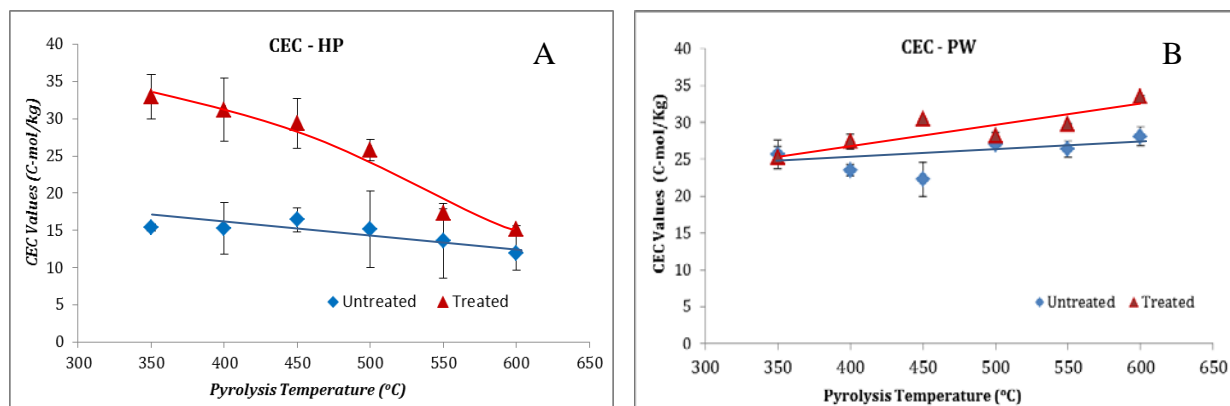 CEC - HP
A
40
35
30
25
20
15
10
5
0
CEC Values (C-mol/kg)
Untreated
Treated
300 350 400 450 500 550 600 650
Pyrolysis Temperature (ºC)
CEC - PW
B
40
35
30
25
20
15
10
5
0
CEC Values (C-mol/Kg)
Untreated
Treated
300 350 400 450 500 550 600 650
Pyrolysis Temperature (ºC)